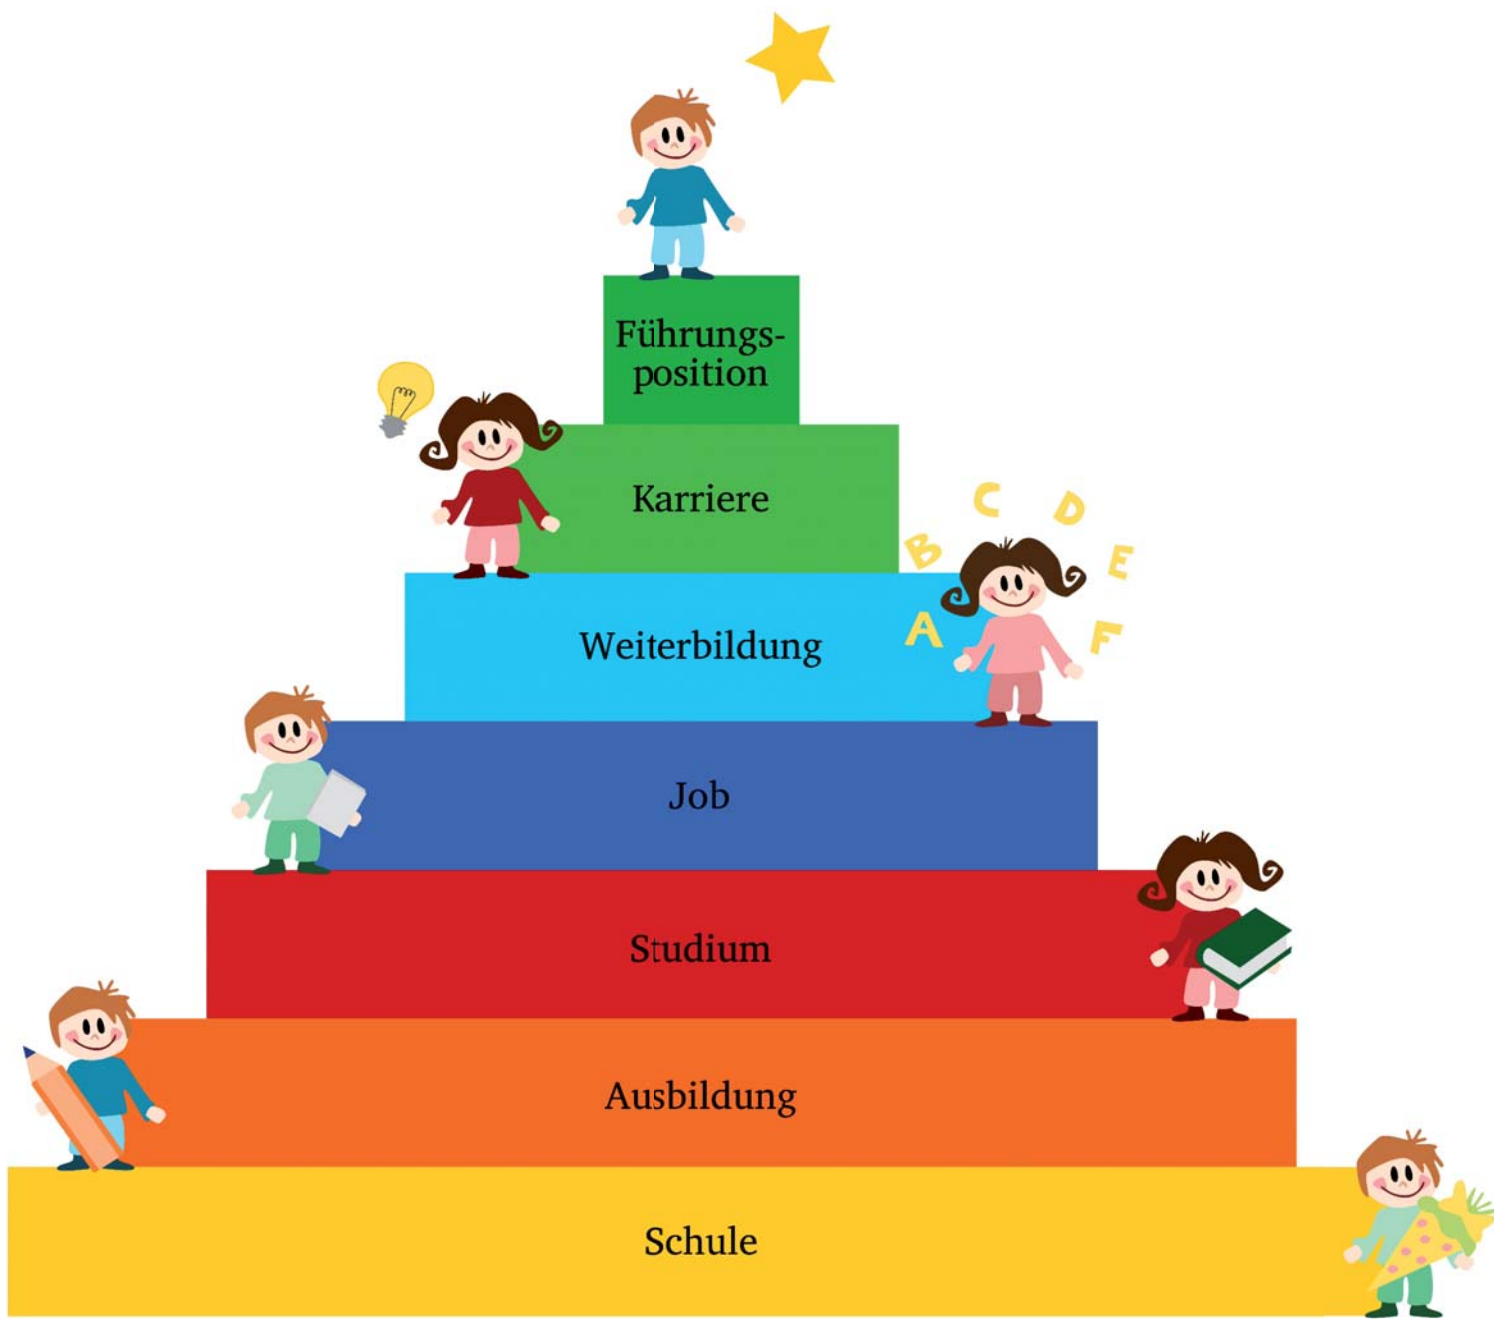 Führungs-
position
Karriere
C D
B E
A F
Weiterbildung
Job
Studium
Ausbildung
Schule